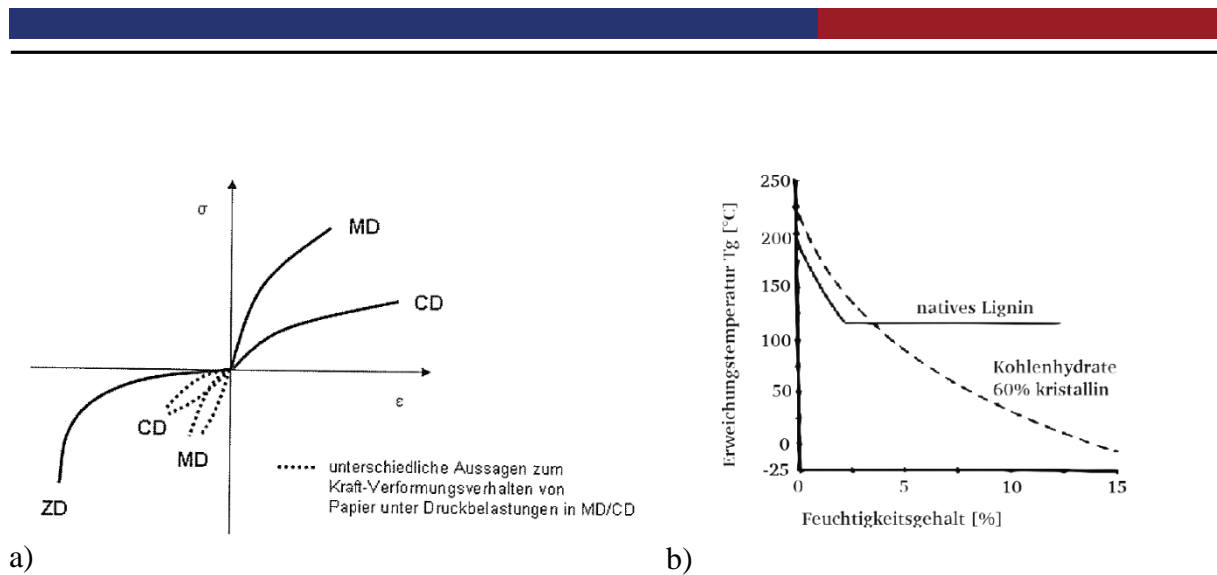 σ
MD
CD
ε
CD
MD
ZD
unterschiedliche Aussagen zum
Kraft-Verformungsverhalten von
Papier unter Druckbelastungen in MD/CD
a)
Erweichungstemperatur Tg [°C]
250
200
150
100
50
0
-25
natives Lignin
Kohlenhydrate
60% kristallin
0 5 10 15
Feuchtigkeitsgehalt [%]
b)